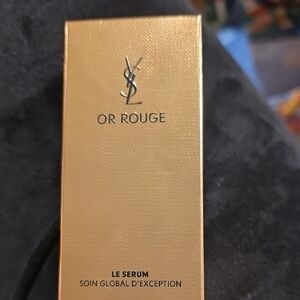 YSL
OR ROUGE
LE SERUM
SOIN GLOBAL D'EXCEPTION